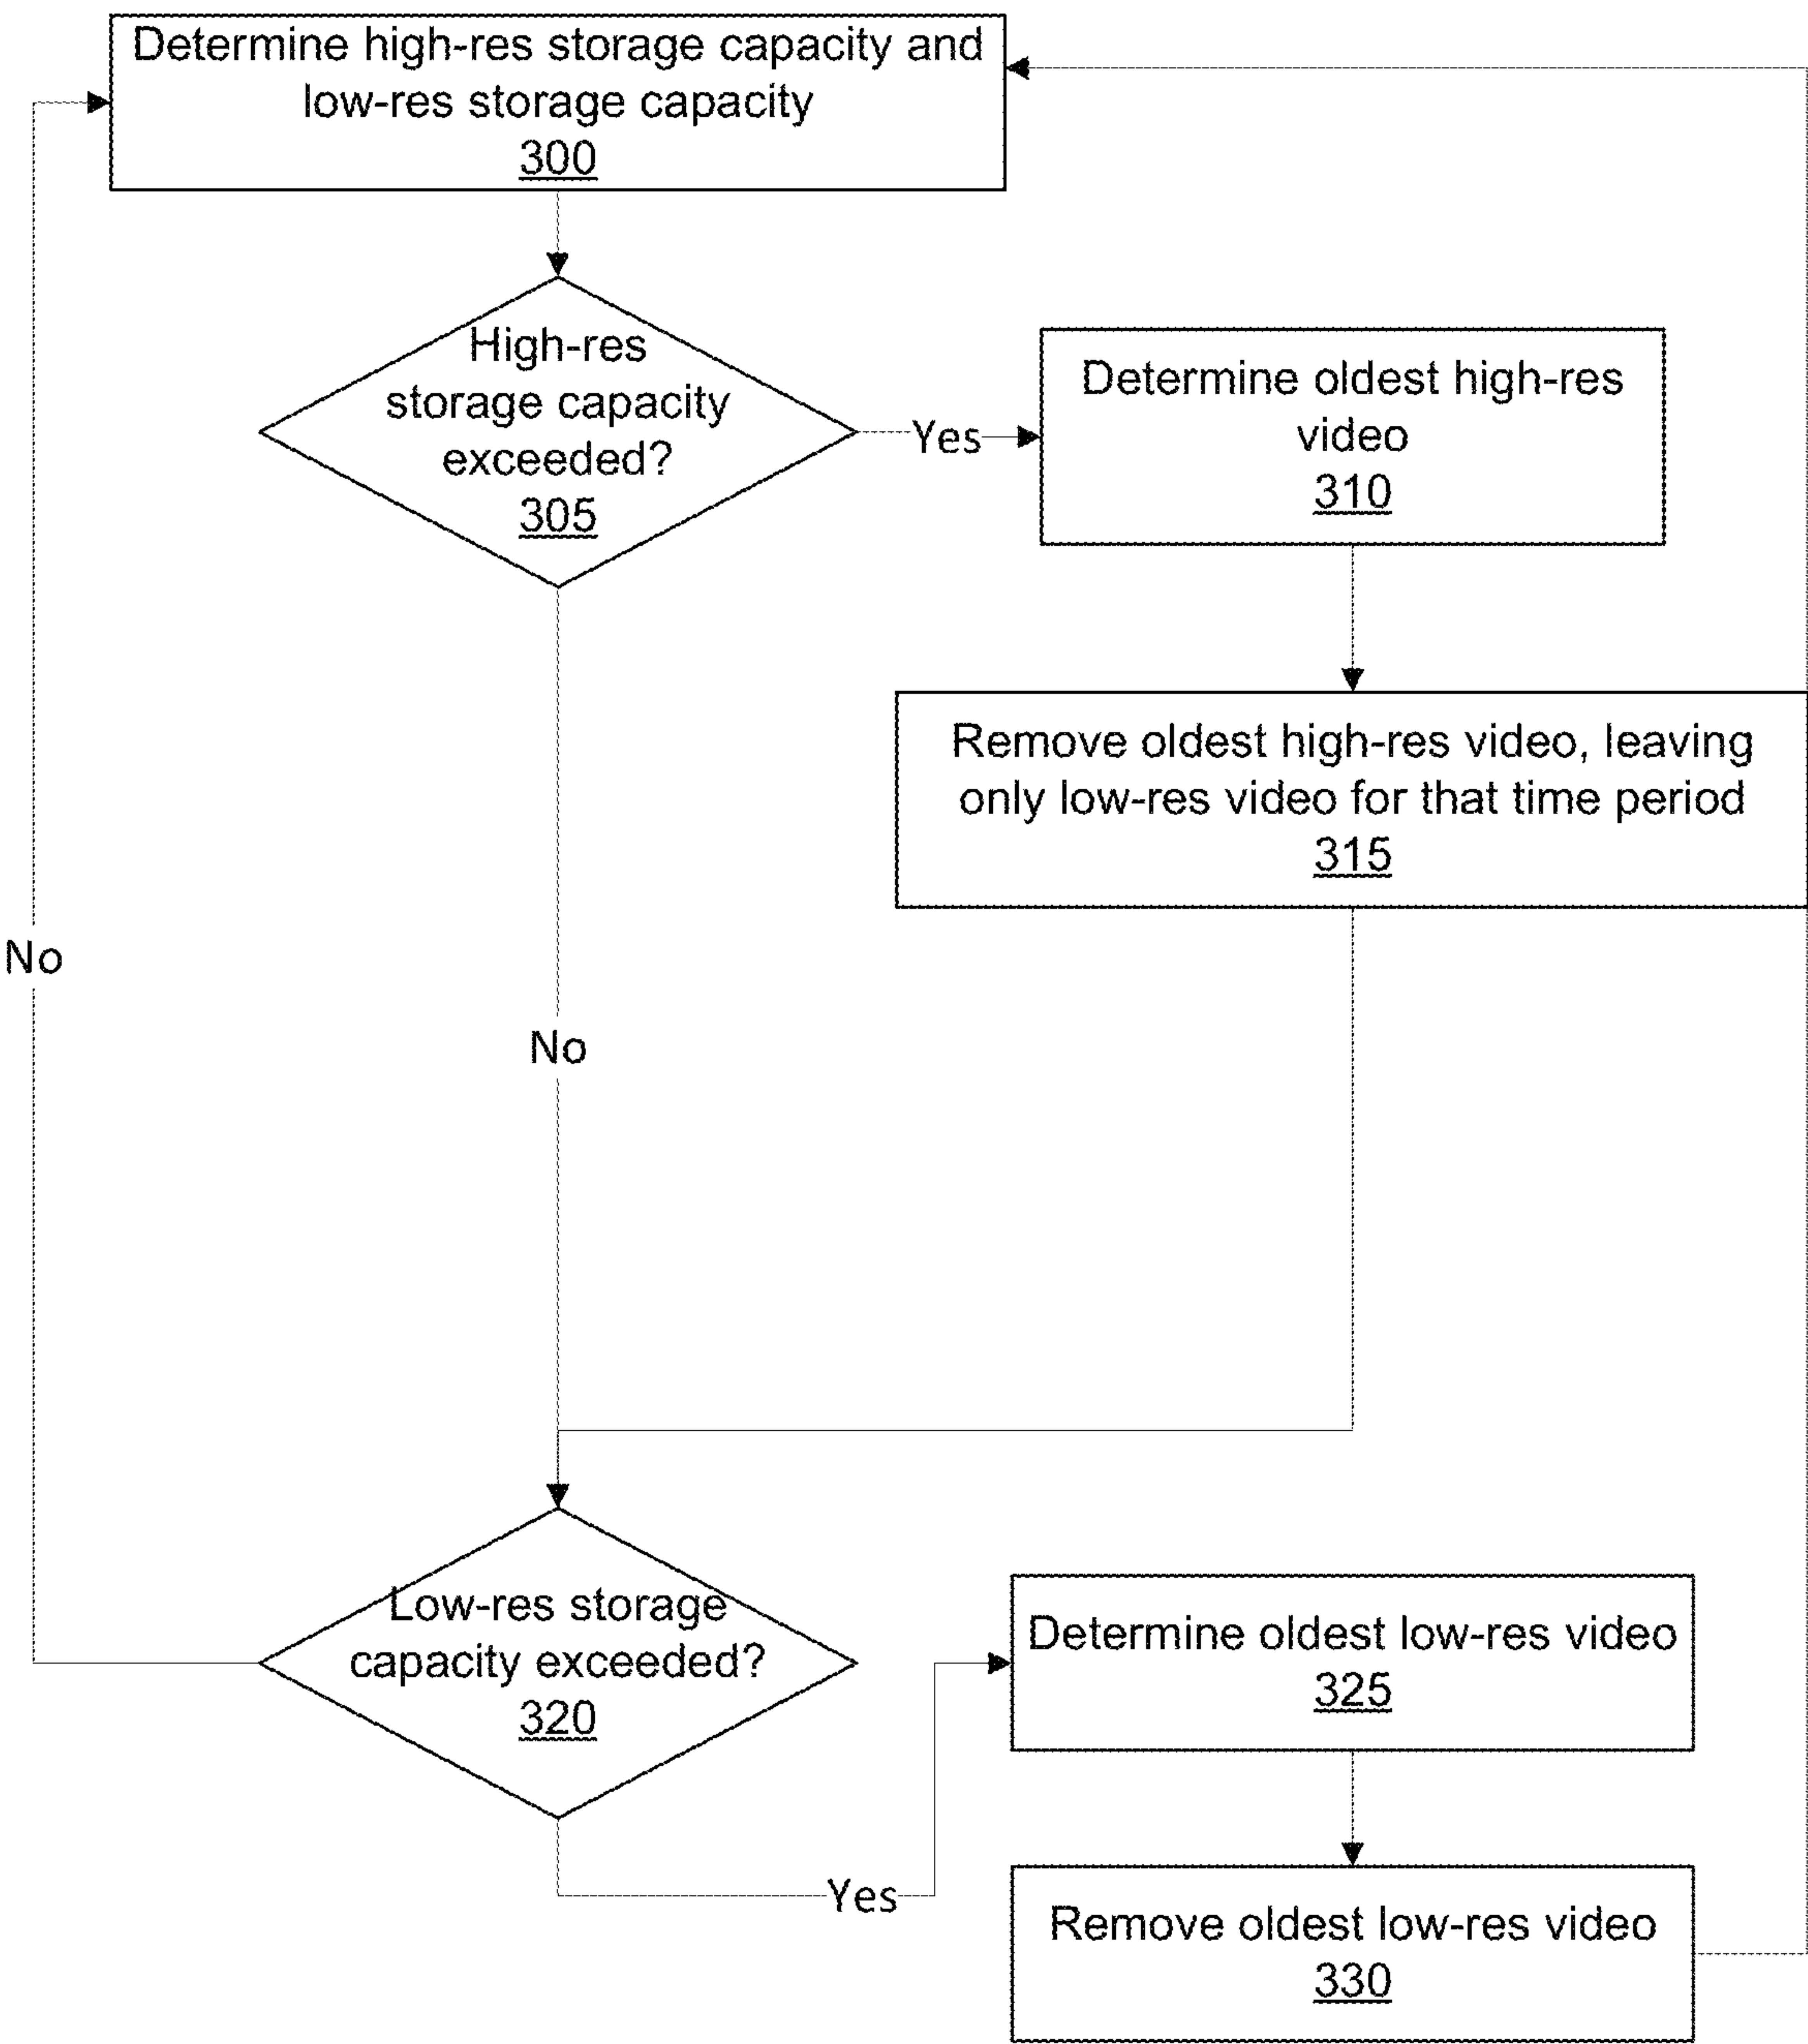 Determine high-res storage capacity and
low-res storage capacity
300
High-res
storage capacity
exceeded?
305
Yes
Determine oldest high-res
video
310
Remove oldest high-res video, leaving
only low-res video for that time period
315
No
No
Low-res storage
capacity exceeded?
320
Yes
Determine oldest low-res video
325
Remove oldest low-res video
330